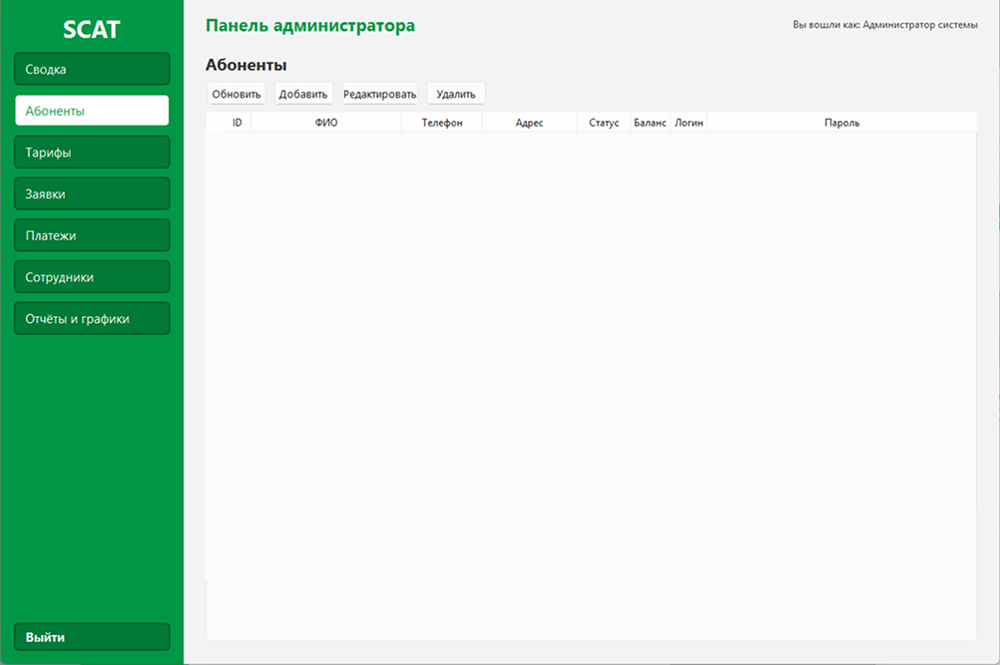 SCAT
Сводка
Абоненты
Тарифы
Заявки
Платежи
Сотрудники
Отчёты и графики
Выйти
Панель администратора
Вы вошли как: Администратор системы
Абоненты
Обновить Добавить Редактировать Удалить
ID ФИО Телефон Адрес Статус Баланс Логин Пароль